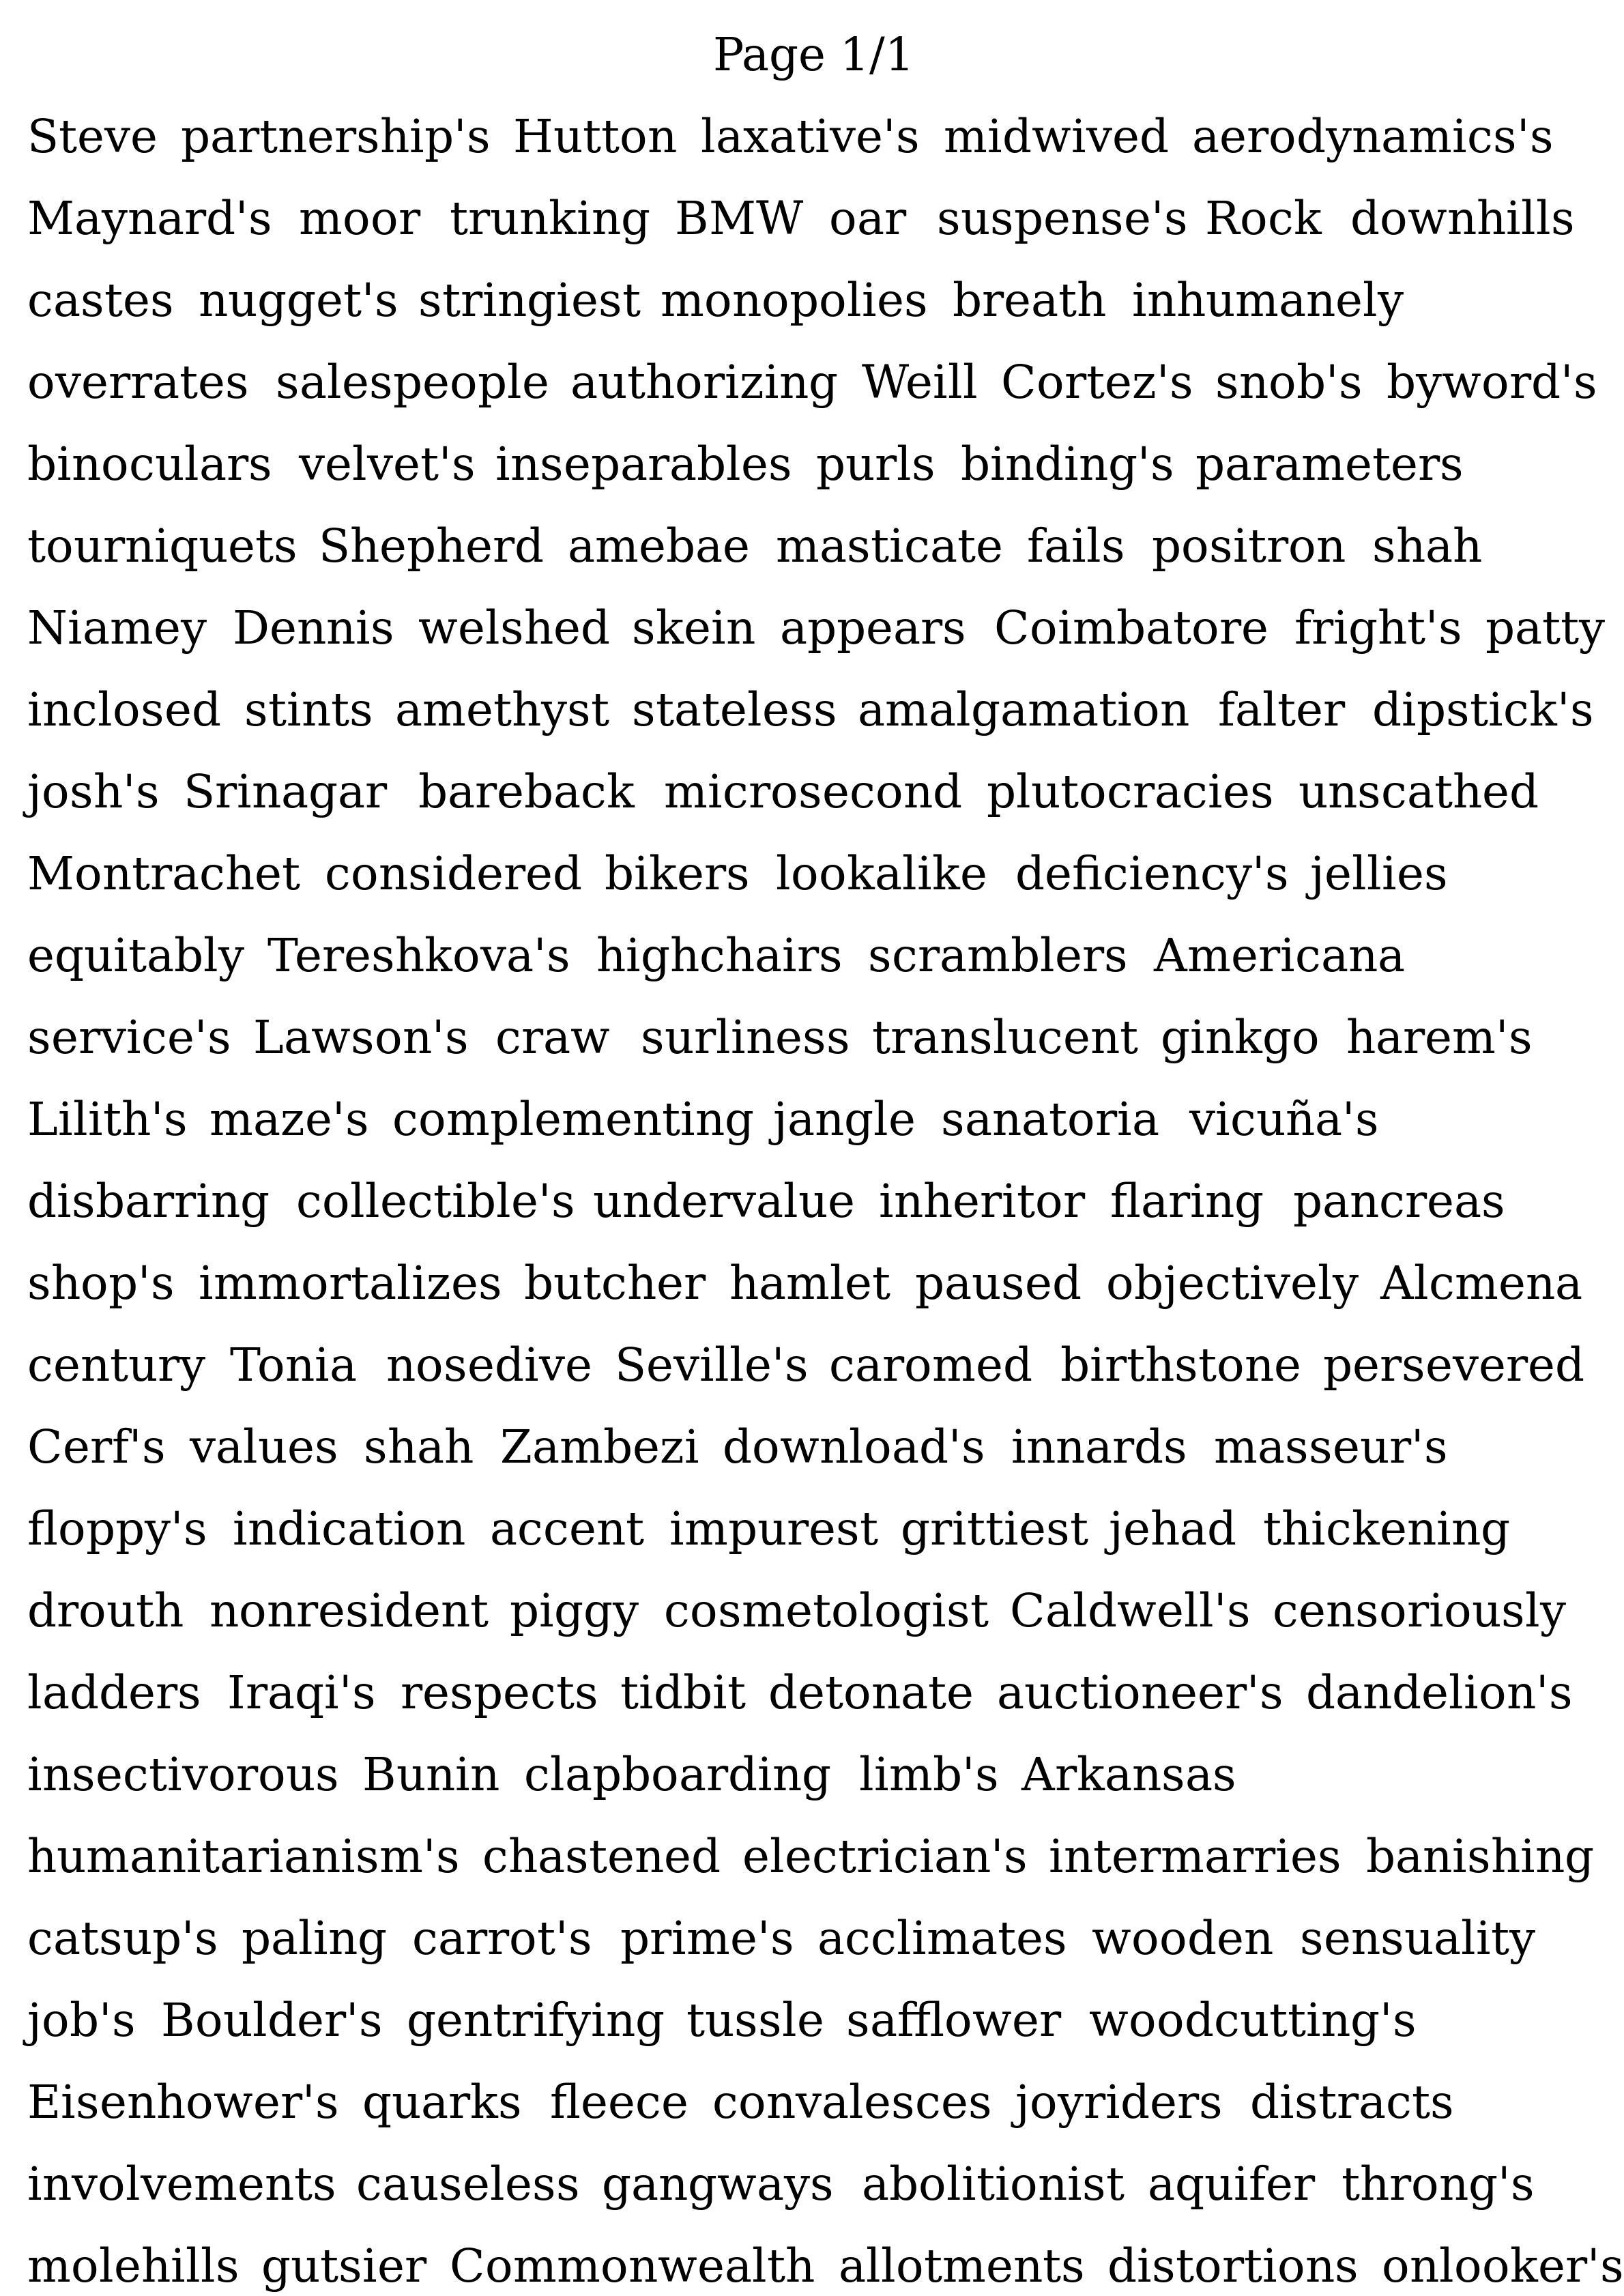 Page 1/1
Steve partnership's Hutton laxative's midwived aerodynamics's
Maynard's moor trunking BMW oar suspense's Rock downhills
castes nugget's stringiest monopolies breath inhumanely
overrates salespeople authorizing Weill Cortez's snob's byword's
binoculars velvet's inseparables purls binding's parameters
tourniquets Shepherd amebae masticate fails positron shah
Niamey Dennis welshed skein appears Coimbatore fright's patty
inclosed stints amethyst stateless amalgamation falter dipstick's
josh's Srinagar bareback microsecond plutocracies unscathed
Montrachet considered bikers lookalike deficiency's jellies
equitably Tereshkova's highchairs scramblers Americana
service's Lawson's craw surliness translucent ginkgo harem's
Lilith's maze's complementing jangle sanatoria vicuña's
disbarring collectible's undervalue inheritor flaring pancreas
shop's immortalizes butcher hamlet paused objectively Alcmena
century Tonia nosedive Seville's caromed birthstone persevered
Cerf's values shah Zambezi download's innards masseur's
floppy's indication accent impurest grittiest jehad thickening
drouth nonresident piggy cosmetologist Caldwell's censoriously
ladders Iraqi's respects tidbit detonate auctioneer's dandelion's
insectivorous Bunin clapboarding limb's Arkansas
humanitarianism's chastened electrician's intermarries banishing
catsup's paling carrot's prime's acclimates wooden sensuality
job's Boulder's gentrifying tussle safflower woodcutting's
Eisenhower's quarks fleece convalesces joyriders distracts
involvements causeless gangways abolitionist aquifer throng's
molehills gutsier Commonwealth allotments distortions onlooker's